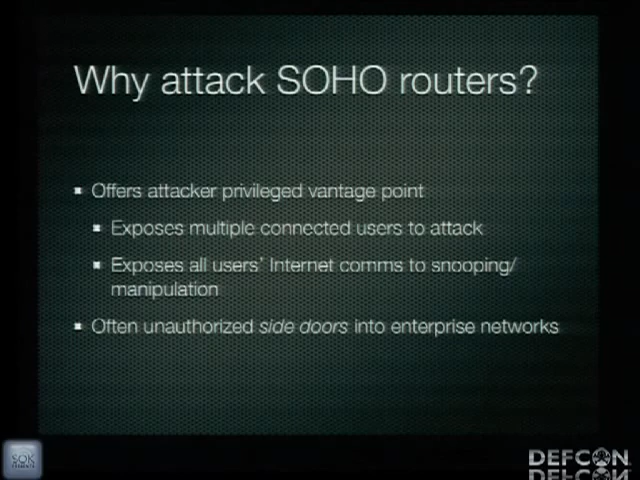 Why attack SOHO routers?
Offers attacker privileged vantage point
Exposes multiple connected users to attack
Exposes all users' Internet comms to snooping/
manipulation
Often unauthorized side doors into enterprise networks
SOK
DEFCON